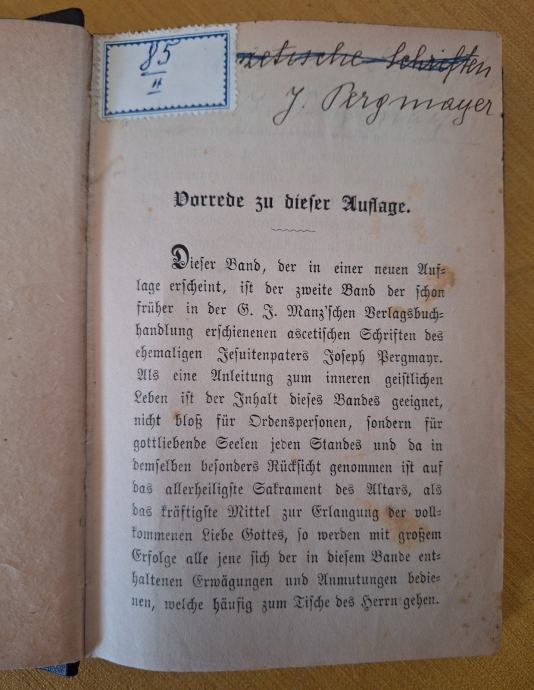 85
II
zetische Schriften
J. Pergmayer
Vorrede zu dieser Auflage.
Dieser Band, der in einer neuen Auf-
lage erscheint, ist der zweite Band der schon
früher in der G. J. Manz'schen Verlagsbuch-
handlung erschienenen ascetischen Schriften des
ehemaligen Jesuitenpaters Joseph Pergmayr.
Als eine Anleitung zum inneren geistlichen
Leben ist der Inhalt dieses Bandes geeignet,
nicht bloß für Ordenspersonen, sondern für
gottliebende Seelen jeden Standes und da in
demselben besonders Rücksicht genommen ist auf
das allerheiligste Sakrament des Altars, als
das kräftigste Mittel zur Erlangung der voll-
kommenen Liebe Gottes, so werden mit großem
Erfolge alle jene sich der in diesem Bande ent-
haltenen Erwägungen und Anmutungen bedie-
nen, welche häufig zum Tische des Herrn gehen.